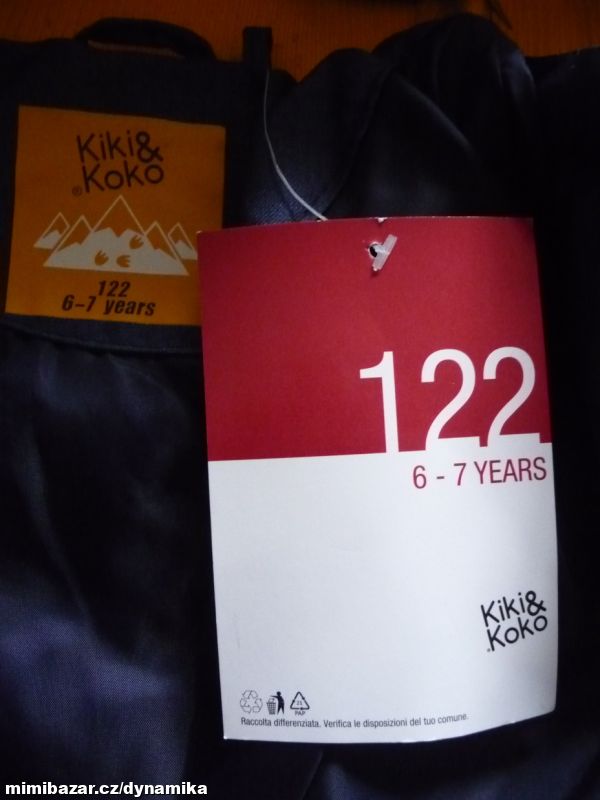 Kiki&
®Koko
122
6-7 years
122
6 - 7 YEARS
Kiki&
®Koko
21
PAP
Raccolta differenziata. Verifica le disposizioni del tuo comune.
mimibazar.cz/dynamika